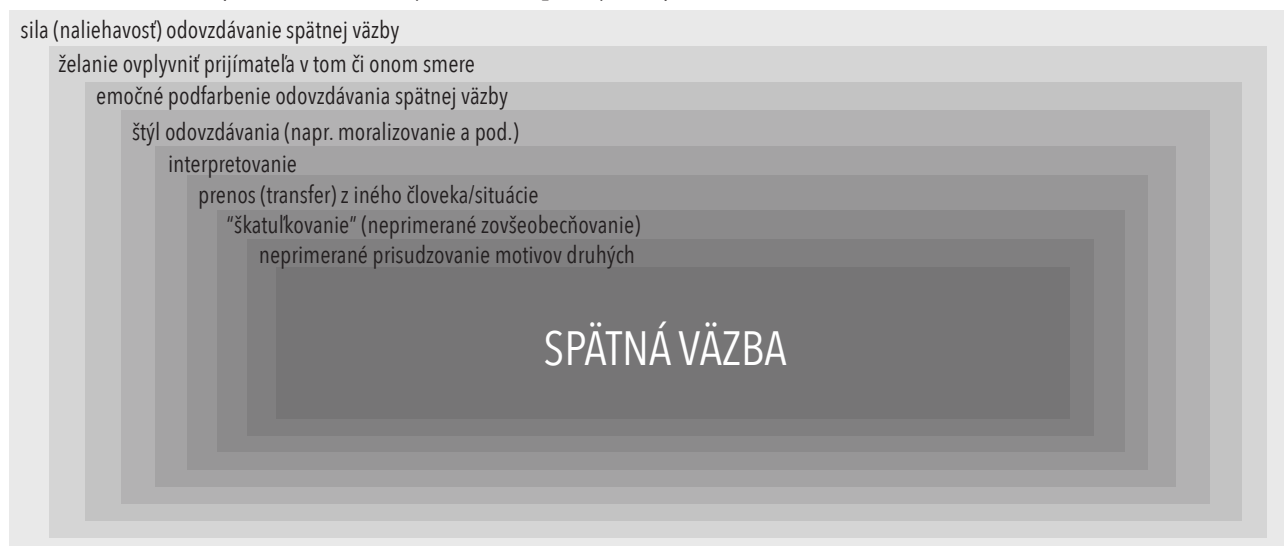 sila (naliehavosť) odovzdávanie spätnej väzby
želanie ovplyvniť prijímateľa v tom či onom smere
emočné podfarbenie odovzdávania spätnej väzby
štýl odovzdávania (napr. moralizovanie a pod.)
interpretovanie
prenos (transfer) z iného človeka/situácie
"škatuľkovanie" (neprimerané zovšeobecňovanie)
neprimerané prisudzovanie motivov druhých
SPÄTNÁ VÄZBA